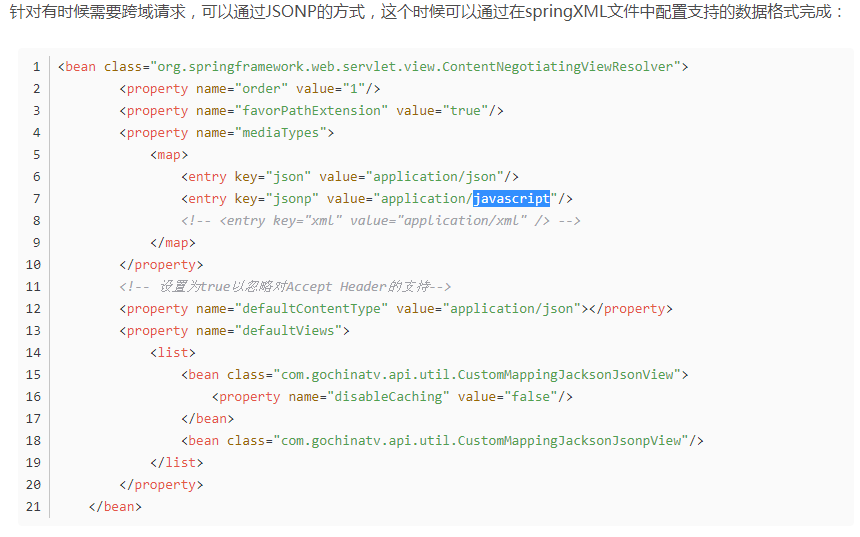 针对有时候需要跨域请求，可以通过JSONP的方式，这个时候可以通过在springXML文件中配置支持的数据格式完成：
1 <bean class="org.springframework.web.servlet.view.ContentNegotiatingViewResolver">
2 <property name="order" value="1"/>
3 <property name="favorPathExtension" value="true"/>
4 <property name="mediaTypes">
5 <map>
6 <entry key="json" value="application/json"/>
7 <entry key="jsonp" value="application/javascript"/>
8 <!-- <entry key="xml" value="application/xml" /> -->
9 </map>
10 </property>
11 <!-- 设置为true以忽略对Accept Header的支持-->
12 <property name="defaultContentType" value="application/json"></property>
13 <property name="defaultViews">
14 <list>
15 <bean class="com.gochinatv.api.util.CustomMappingJacksonJsonView">
16 <property name="disableCaching" value="false"/>
17 </bean>
18 <bean class="com.gochinatv.api.util.CustomMappingJacksonJsonpView"/>
19 </list>
20 </property>
21 </bean>